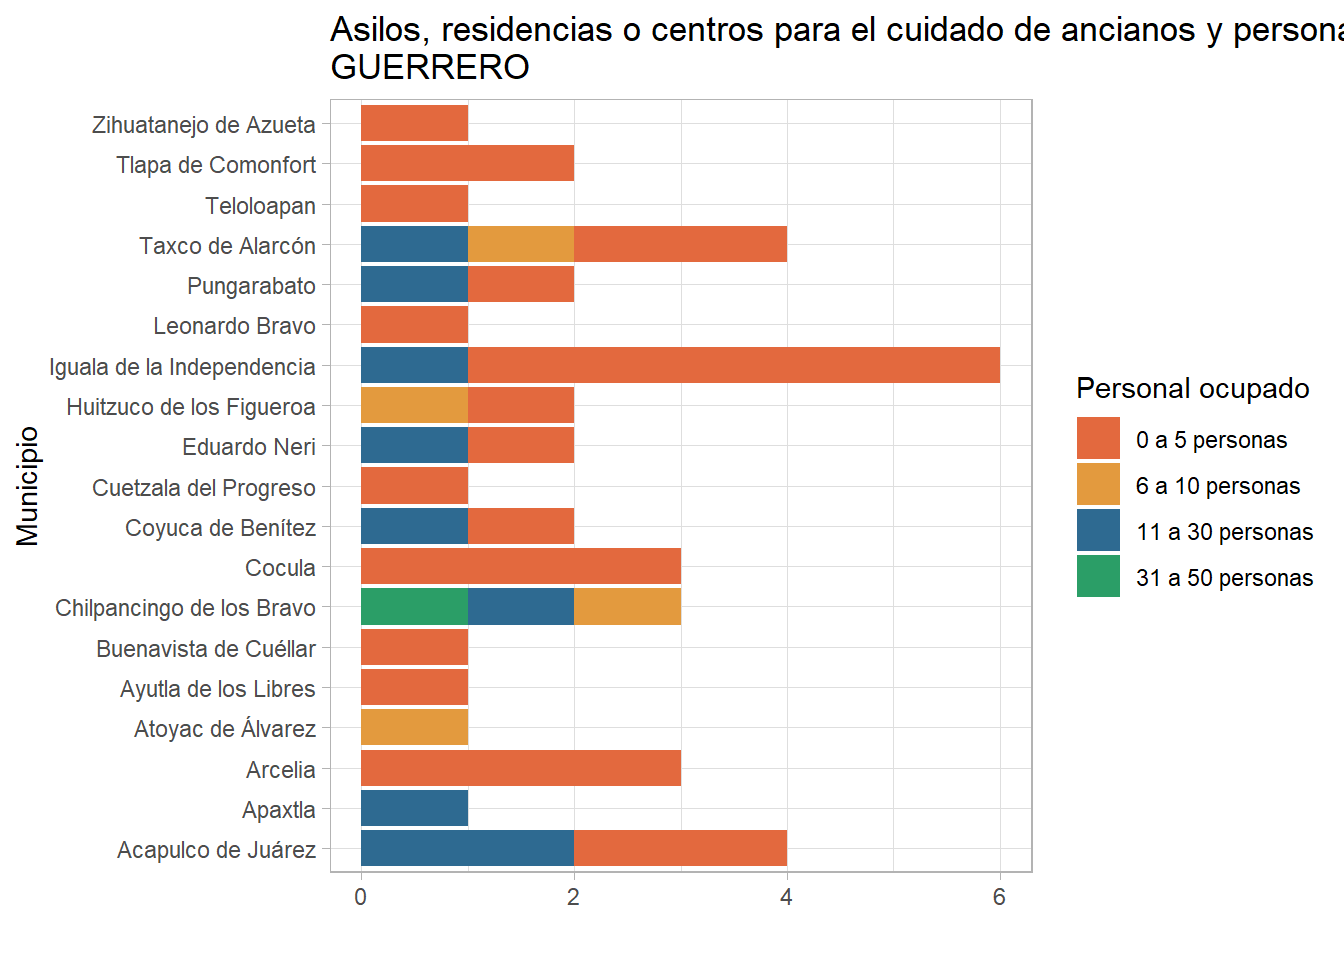 Asilos, residencias o centros para el cuidado de ancianos y persona
GUERRERO
Zihuatanejo de Azueta
Tlapa de Comonfort
Teloloapan
Taxco de Alarcón
Pungarabato
Leonardo Bravo
Iguala de la Independencia
Huitzuco de los Figueroa
Eduardo Neri
Cuetzala del Progreso
Coyuca de Benítez
Cocula
Chilpancingo de los Bravo
Buenavista de Cuéllar
Ayutla de los Libres
Atoyac de Álvarez
Arcelia
Apaxtla
Acapulco de Juárez
Municipio
0 2 4 6
Personal ocupado
0 a 5 personas
6 a 10 personas
11 a 30 personas
31 a 50 personas